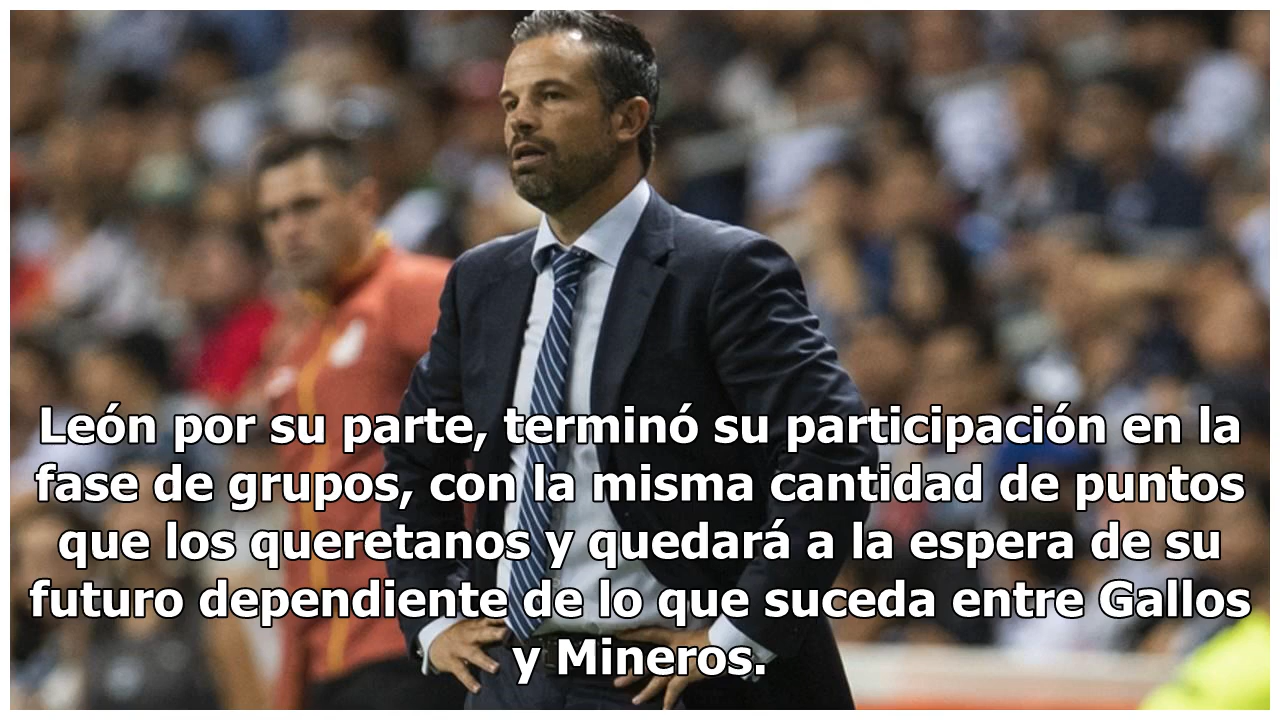 León por su parte, terminó su participación en la
fase de grupos, con la misma cantidad de puntos
que los queretanos y quedará a la espera de su
futuro dependiente de lo que suceda entre Gallos
y Mineros.